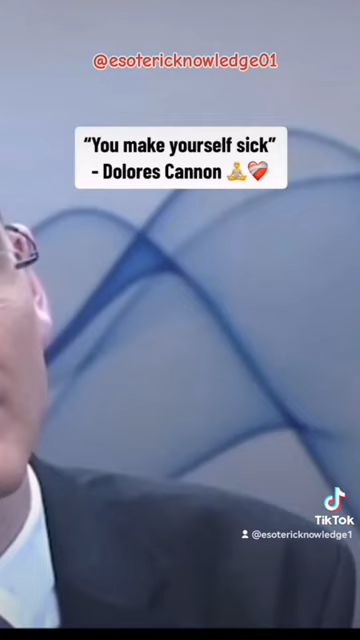 @esotericknowledge01
“You make yourself sick”
- Dolores Cannon 🧘❤️‍🩹
TikTok
@esotericknowledge1